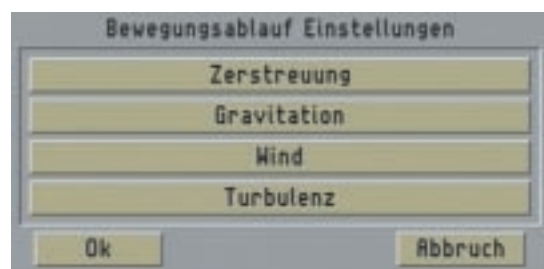 Bewegungsablauf Einstellungen
Zerstreuung
Gravitation
Wind
Turbulenz
Ok Abbruch